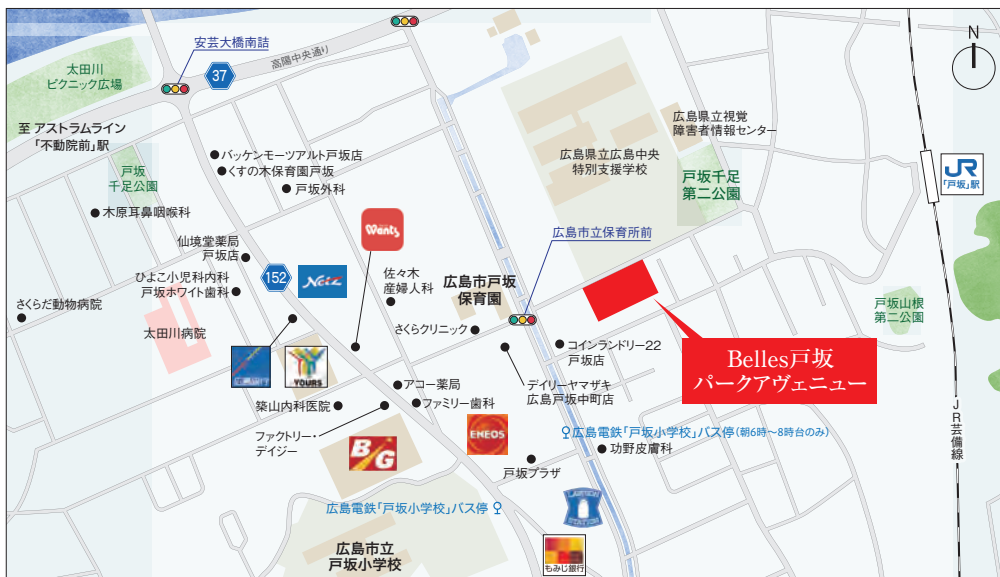 安芸大橋南詰
高陽中央通り
37
太田川
ピクニック広場
至 アストラムライン
「不動院前」駅
戸坂
千足公園
バッケンモーツアルト戸坂店
くすの木保育園戸坂
戸坂外科
木原耳鼻咽喉科
広島県立視覚
障害者情報センター
広島県立広島中央
特別支援学校
戸坂千足
第二公園
N
JR
「戸坂」駅
Wants
仙境堂薬局
戸坂店
152
Netz
ひよこ小児科内科
戸坂ホワイト歯科
さくらだ動物病院
太田川病院
佐々木
産婦人科
広島市戸坂
保育園
広島市立保育所前
さくらクリニック
戸坂山根
第二公園
コインランドリー22
戸坂店
Belles戸坂
パークアヴェニュー
デイリーヤマザキ
広島戸坂中町店
広島銀行
YOURS
アコー薬局
ファミリー歯科
築山内科医院
ファクトリー・
デイジー
BIG
ENEOS
広島電鉄「戸坂小学校」バス停(朝6時〜8時台のみ)
功野皮膚科
戸坂プラザ
JR芸備線
広島電鉄「戸坂小学校」バス停
LAWSON
STATION
もみじ銀行
広島市立
戸坂小学校